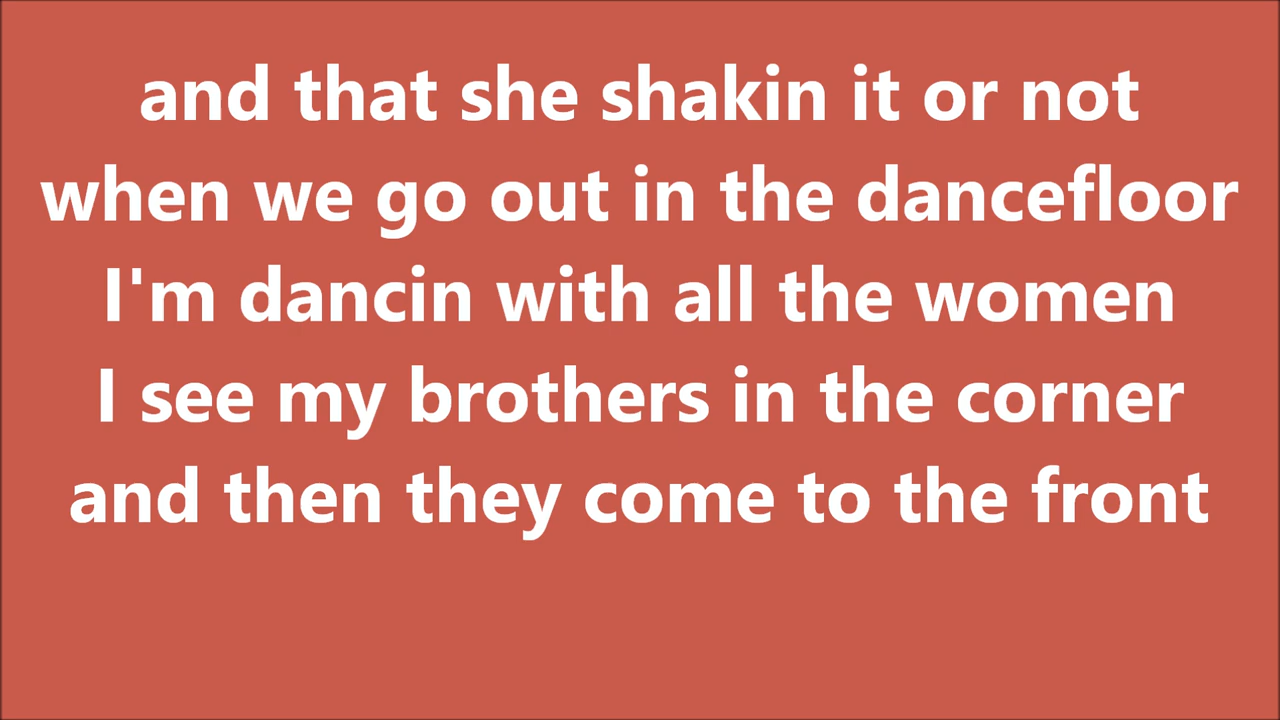 and that she shakin it or not
when we go out in the dancefloor
I'm dancin with all the women
I see my brothers in the corner
and then they come to the front